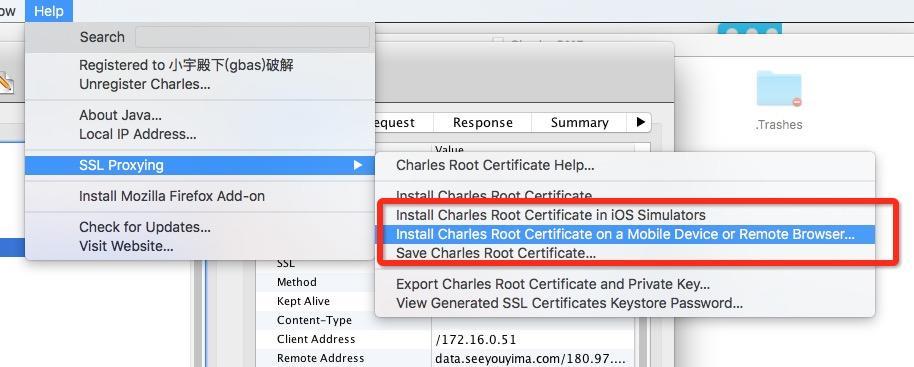 Help
Search
Registered to 小宇殿下(gbas)破解
Unregister Charles...
About Java...
Local IP Address...
SSL Proxying
Install Mozilla Firefox Add-on
Check for Updates...
Visit Website...
equest Response Summary
Value
.Trashes
Charles Root Certificate Help...
Install Charles Root Certificate
Install Charles Root Certificate in iOS Simulators
Install Charles Root Certificate on a Mobile Device or Remote Browser...
Save Charles Root Certificate...
Export Charles Root Certificate and Private Key...
View Generated SSL Certificates Keystore Password...
SSL
Method
Kept Alive
Content-Type
Client Address /172.16.0.51
Remote Address data.seeyouyima.com/180.97....